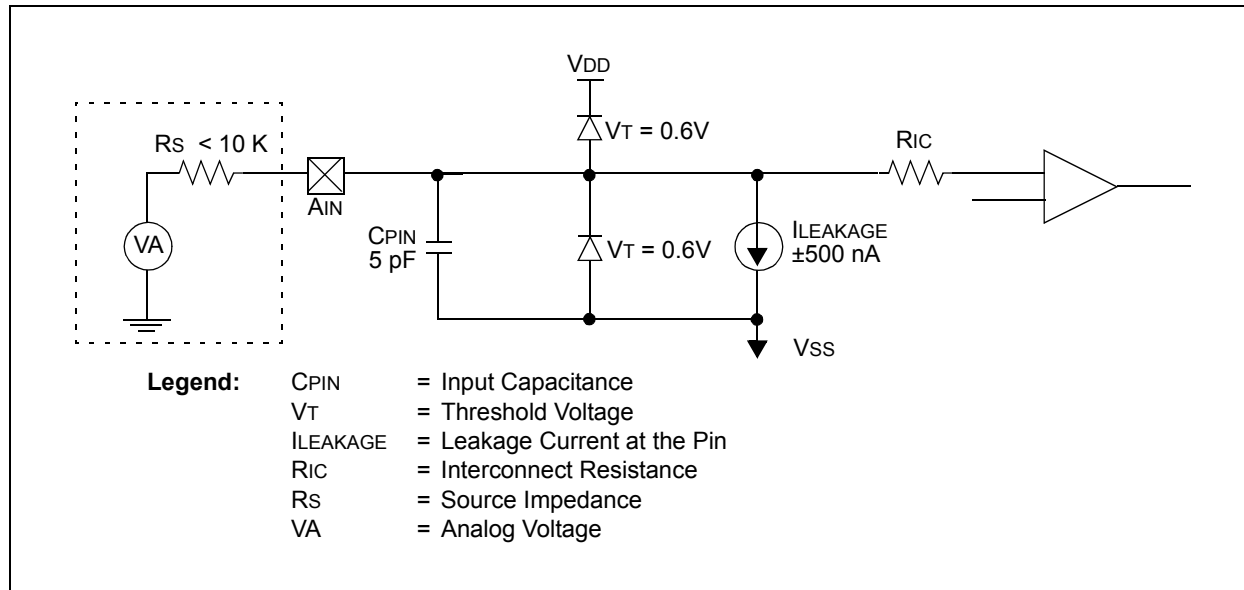 VDD
VT = 0.6V
RS < 10 K
RIC
AIN
CPIN
5 pF
VT = 0.6V
ILEAKAGE
±500 nA
VA
VSS
Legend: CPIN = Input Capacitance
VT = Threshold Voltage
ILEAKAGE = Leakage Current at the Pin
RIC = Interconnect Resistance
RS = Source Impedance
VA = Analog Voltage